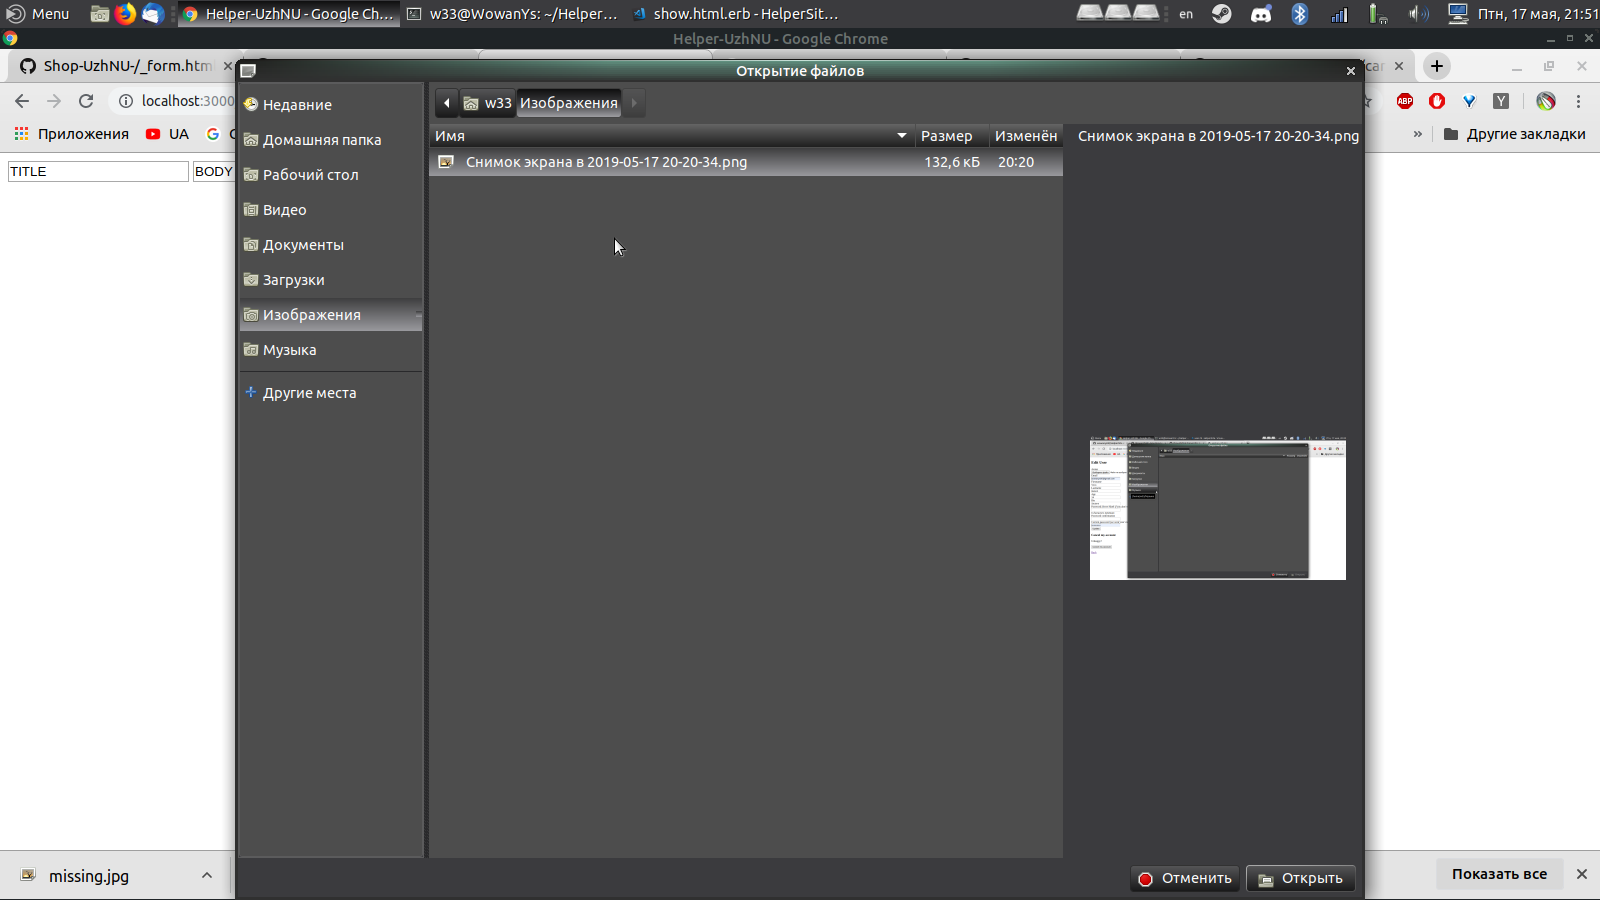 Menu
Helper-UzhNU - Google Ch...
w33@WowanYs: ~/Helper...
show.html.erb - HelperSit...
en
Птн, 17 мая, 21:51
Helper-UzhNU - Google Chrome
Shop-UzhNU-/_form.html
Открытие файлов
localhost:3000
ABP
Y
Приложения
UA
Другие закладки
TITLE
BODY
Недавние
Домашняя папка
Рабочий стол
Видео
Документы
Загрузки
Изображения
Музыка
Другие места
w33
Изображения
Имя
Размер
Изменён
Снимок экрана в 2019-05-17 20-20-34.png
132,6 кБ
20:20
Снимок экрана в 2019-05-17 20-20-34.png
Отменить
Открыть
missing.jpg
Показать все